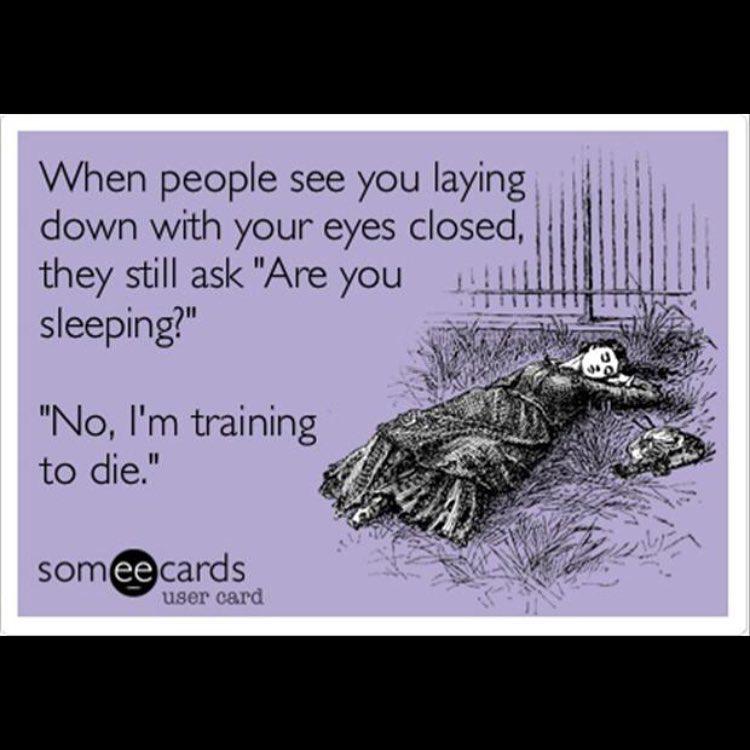 When people see you laying
down with your eyes closed,
they still ask "Are you
sleeping?"
"No, I'm training
to die."
someecards
user card